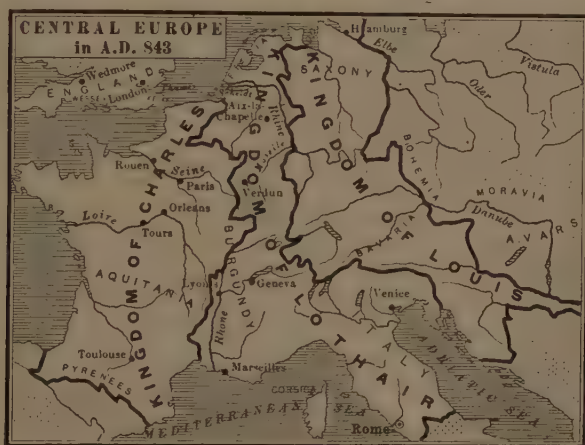 CENTRAL EUROPE
in A.D. 843
Hamburg
Elbe
Vistula
Oder
SAXONY
Wedmore
ENGLAND
London
Aix-la
Chapelle
Rhine
Moselle
Rouen
Seine
Paris
Verdun
BOHEMIA
MORAVIA
Danube
AVARS
Orleans
Loire
Tours
BAVARIA
BURGUNDY
AQUITANIA
Lyons
Geneva
Venice
Rhone
Toulouse
PYRENEES
Marseilles
ITALY
ADRIATIC SEA
CORSICA
MEDITERRANEAN SEA
Rome
KINGDOM OF CHARLES
KINGDOM OF LOTHAIR
KINGDOM OF LOUIS